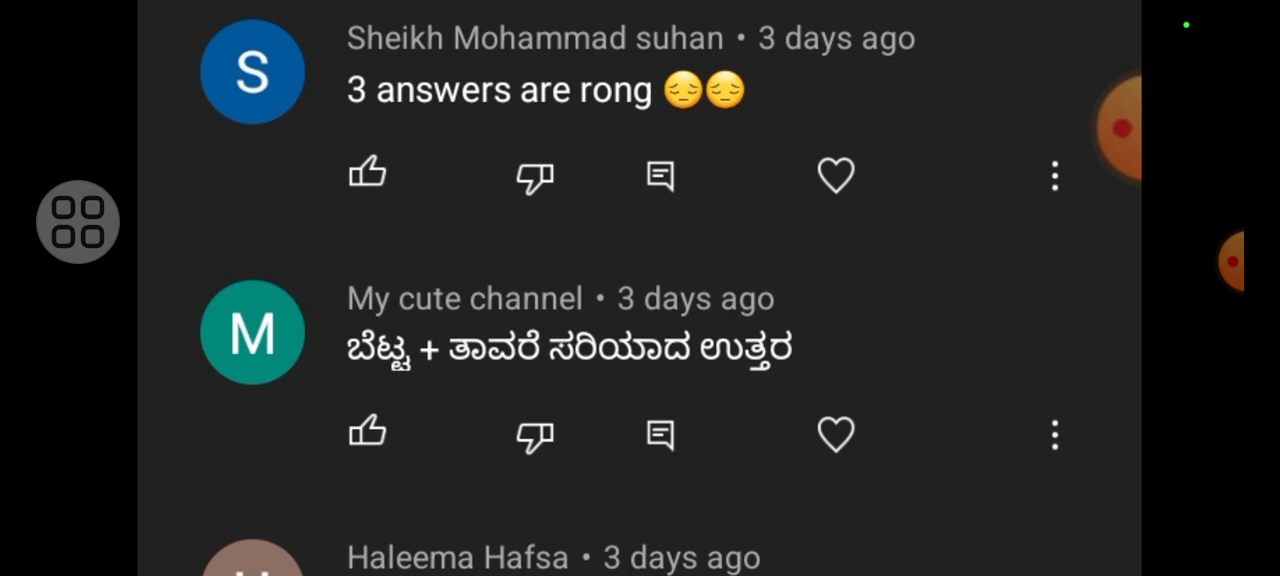 Sheikh Mohammad suhan • 3 days ago
3 answers are rong 😔😔
My cute channel • 3 days ago
ಬೆಟ್ಟ + ತಾವರೆ ಸರಿಯಾದ ಉತ್ತರ
Haleema Hafsa • 3 days ago